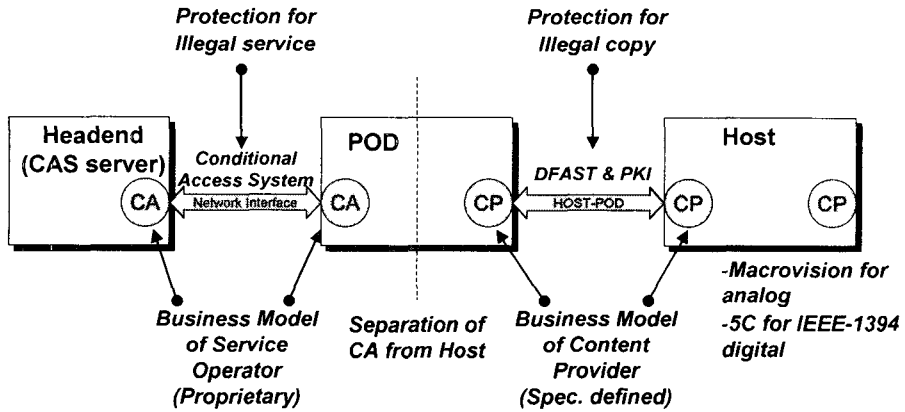 Protection for
Illegal service
Protection for
Illegal copy
Headend
(CAS server)
Conditional
Access System
Network Interface
CA
CA
POD
CP
DFAST & PKI
HOST-POD
Host
CP
CP
Business Model
of Service
Operator
(Proprietary)
Separation of
CA from Host
Business Model
of Content
Provider
(Spec. defined)
-Macrovision for
analog
-5C for IEEE-1394
digital